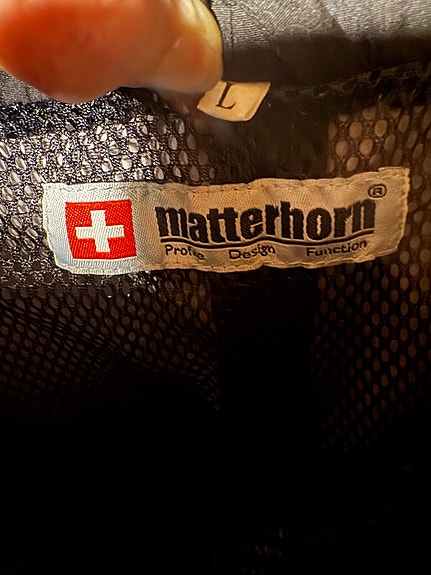 L
matterhorn®
Profile Design Function